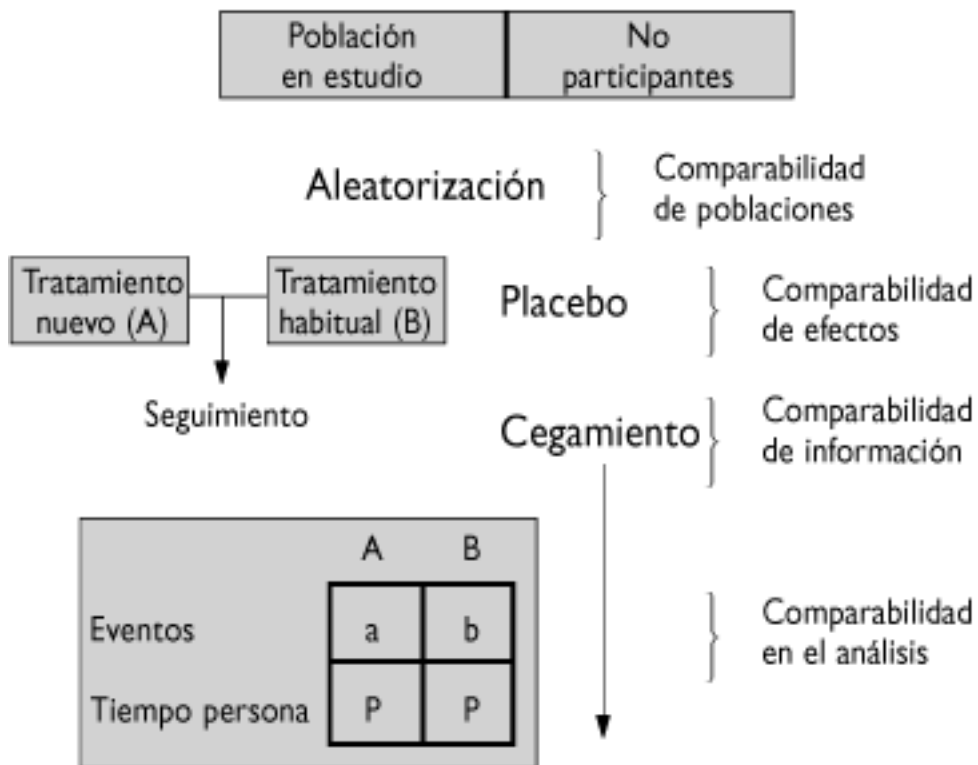 Población
en estudio
No
participantes
Aleatorización
Comparabilidad
de poblaciones
Tratamiento
nuevo (A)
Tratamiento
habitual (B)
Placebo
Comparabilidad
de efectos
Seguimiento
Cegamiento
Comparabilidad
de información
A B
Eventos a b
Tiempo persona P P
Comparabilidad
en el análisis